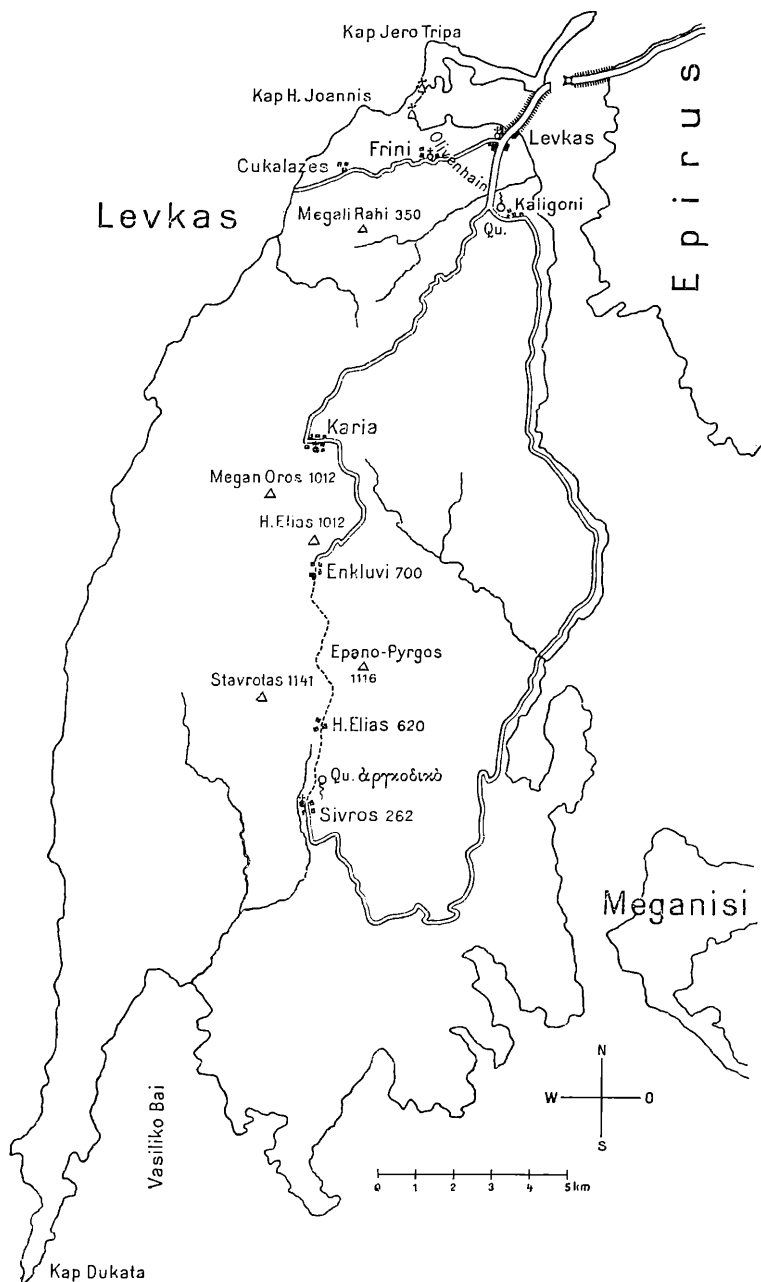 Kap Jero Tripa
Kap H. Joannis
Epirus
Levkas
Frini
Olivenhain
Cukalazes
Levkas
Megali Rahi 350
Kaligoni
Qu.
Karia
Megan Oros 1012
H. Elias 1012
Enkluvi 700
Epano-Pyrgos
1116
Stavrotas 1141
H. Elias 620
Qu. ἀργκοδικὸ
Sivros 262
Meganisi
N
W O
S
Vasiliko Bai
0 1 2 3 4 5 km
Kap Dukata